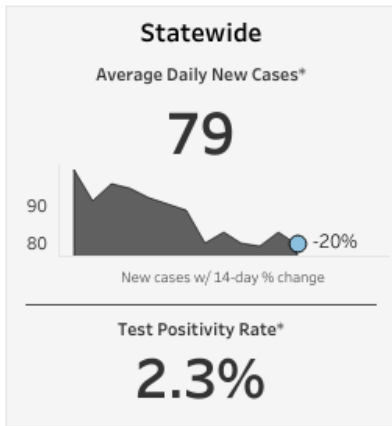 Statewide
Average Daily New Cases*
79
90
80
-20%
New cases w/ 14-day % change
Test Positivity Rate*
2.3%